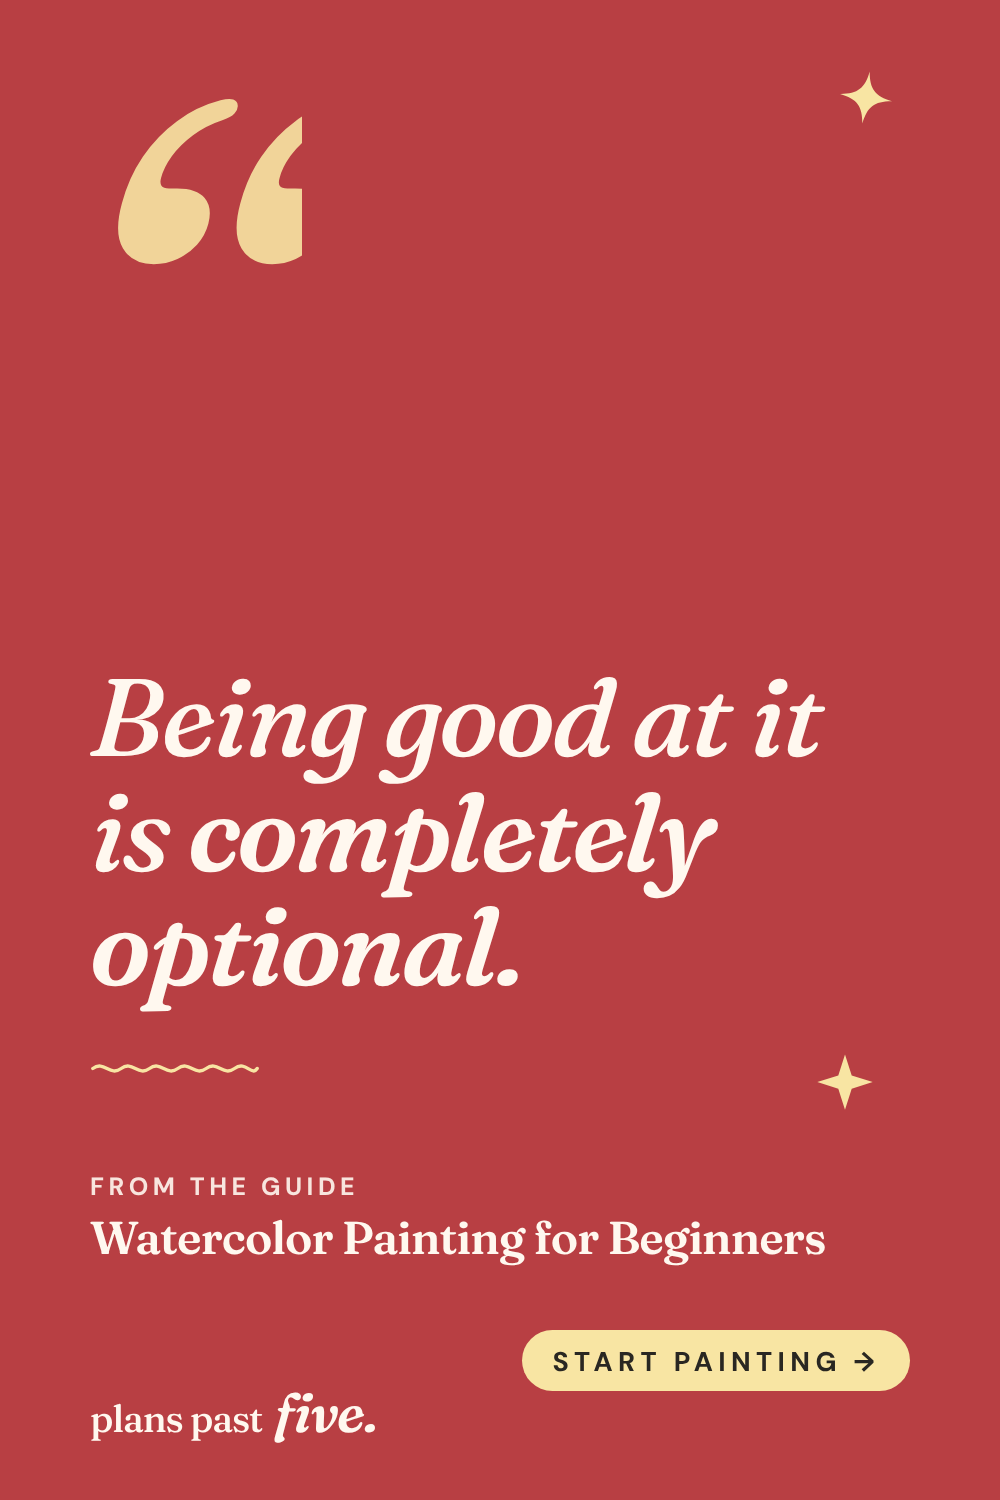 “
Being good at it
is completely
optional.
FROM THE GUIDE
Watercolor Painting for Beginners
START PAINTING →
plans past five.